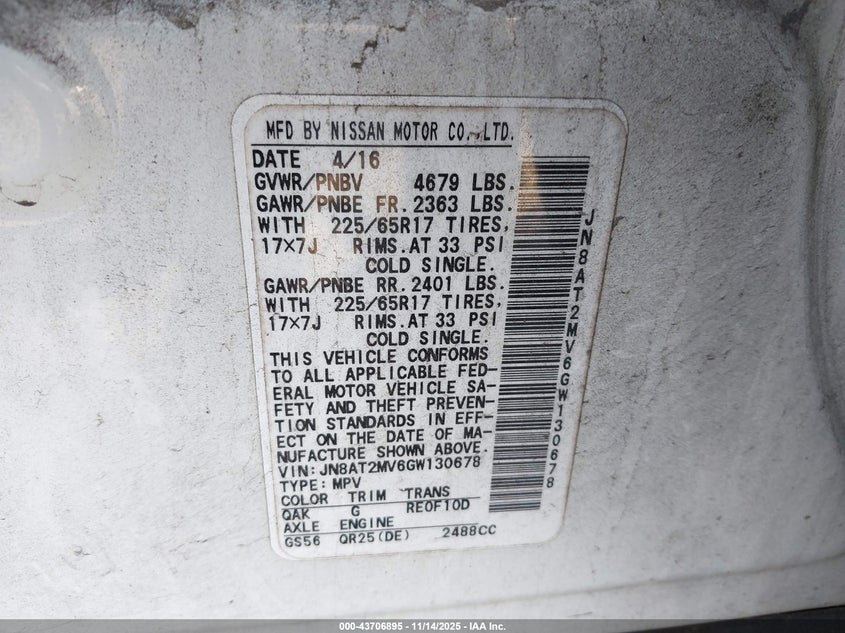 MFD BY NISSAN MOTOR CO.,LTD.
DATE 4/16
GVWR/PNBV 4679 LBS.
GAWR/PNBE FR. 2363 LBS.
WITH 225/65R17 TIRES,
17×7J RIMS. AT 33 PSI
COLD SINGLE.
GAWR/PNBE RR. 2401 LBS.
WITH 225/65R17 TIRES,
17×7J RIMS. AT 33 PSI
COLD SINGLE.
THIS VEHICLE CONFORMS
TO ALL APPLICABLE FED-
ERAL MOTOR VEHICLE SA-
FETY AND THEFT PREVEN-
TION STANDARDS IN EFF-
ECT ON THE DATE OF MA-
NUFACTURE SHOWN ABOVE.
VIN: JN8AT2MV6GW130678
TYPE: MPV
COLOR TRIM TRANS
QAK G RE0F10D
AXLE ENGINE
GS56 QR25(DE) 2488CC
JN8AT2MV6GW130678
000-43706895 | 11/14/2025 - IAA Inc.